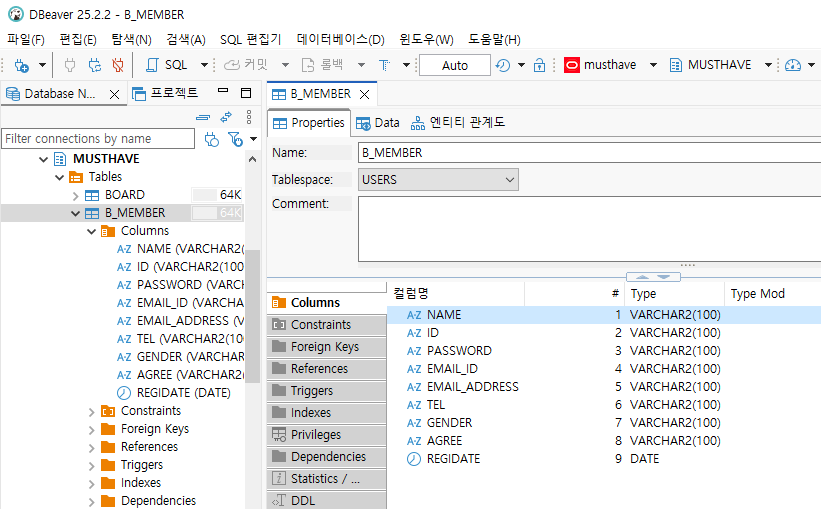 DBeaver 25.2.2 - B_MEMBER
파일(F) 편집(E) 탐색(N) 검색(A) SQL 편집기 데이터베이스(D) 윈도우(W) 도움말(H)
SQL 커밋 롤백 T Auto musthave MUSTHAVE
Database N... 프로젝트
Filter connections by name
MUSTHAVE
Tables
BOARD 64K
B_MEMBER 64K
Columns
NAME (VARCHAR2(
ID (VARCHAR2(100
PASSWORD (VARCH
EMAIL_ID (VARCHAR
EMAIL_ADDRESS (V
TEL (VARCHAR2(10
GENDER (VARCHAR
AGREE (VARCHAR2(
REGIDATE (DATE)
Constraints
Foreign Keys
References
Triggers
Indexes
Dependencies
B_MEMBER
Properties Data 엔티티 관계도
Name: B_MEMBER
Tablespace: USERS
Comment:
Columns
Constraints
Foreign Keys
References
Triggers
Indexes
Privileges
Dependencies
Statistics / ...
DDL
컬럼명 # Type Type Mod
A-Z NAME 1 VARCHAR2(100)
A-Z ID 2 VARCHAR2(100)
A-Z PASSWORD 3 VARCHAR2(100)
A-Z EMAIL_ID 4 VARCHAR2(100)
A-Z EMAIL_ADDRESS 5 VARCHAR2(100)
A-Z TEL 6 VARCHAR2(100)
A-Z GENDER 7 VARCHAR2(100)
A-Z AGREE 8 VARCHAR2(100)
REGIDATE 9 DATE